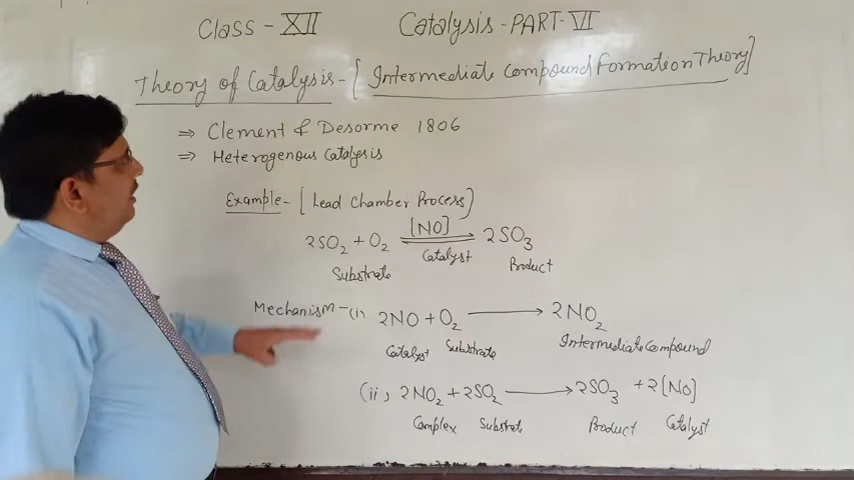 Class - XII Catalysis - PART - VI
Theory of Catalysis - [Intermediate Compound Formation Theory]
⇒ Clement & Desorme 1806
⇒ Heterogenous Catalysis
Example - [Lead Chamber Process]
2SO₂ + O₂ ⇌ [NO] 2SO₃
Substrate Catalyst Product
Mechanism - (i) 2NO + O₂ → 2NO₂
Catalyst Substrate Intermediate Compound
(ii) 2NO₂ + 2SO₂ → 2SO₃ + 2[NO]
Complex Substrate Product Catalyst